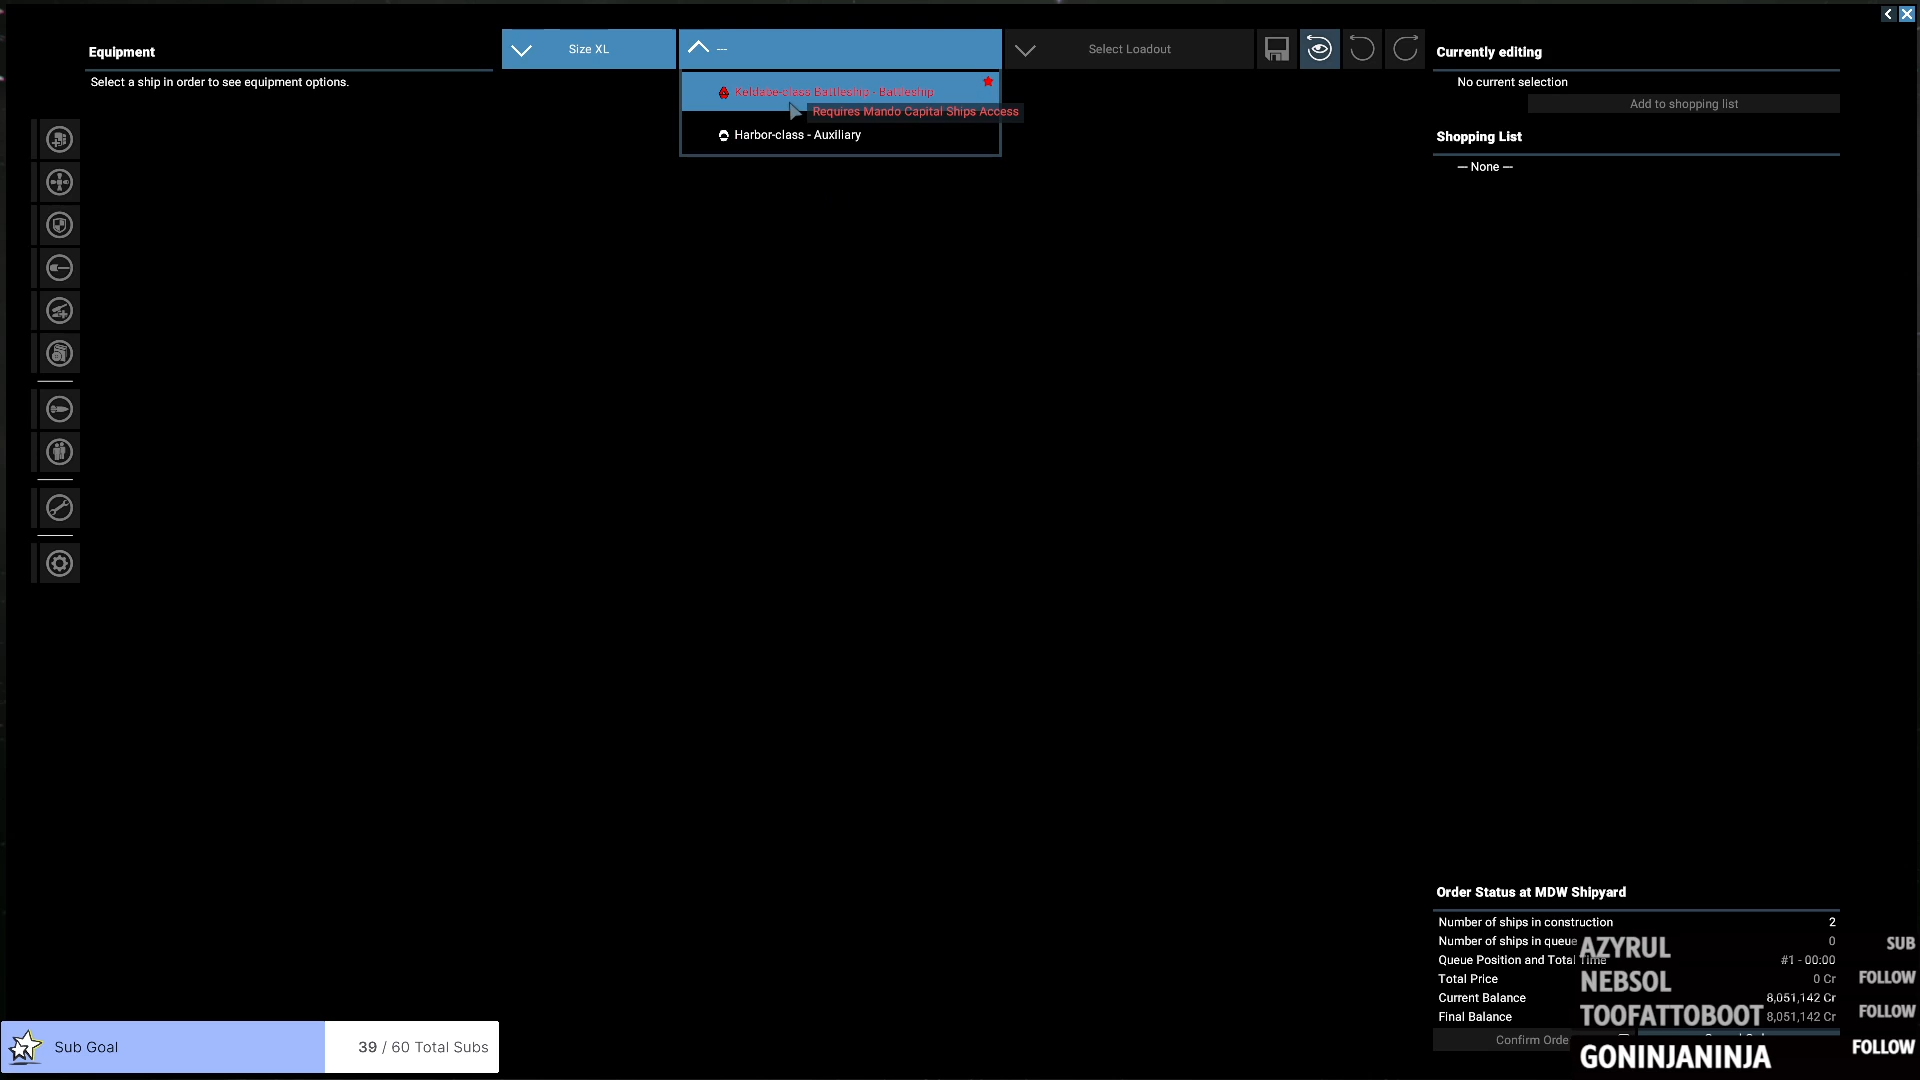 Equipment
Select a ship in order to see equipment options.
Size XL
—
Select Loadout
Keldabe-class Battleship - Battleship
Requires Mando Capital Ships Access
Harbor-class - Auxiliary
Currently editing
No current selection
Add to shopping list
Shopping List
— None —
Order Status at MDW Shipyard
Number of ships in construction 2
Number of ships in queue 0
Queue Position and Total Time #1 - 00:00
Total Price 0 Cr
Current Balance 8,051,142 Cr
Final Balance 8,051,142 Cr
Confirm Orde
AZYRUL SUB
NEBSOL FOLLOW
TOOFATTOBOOT FOLLOW
GONINJANINJA FOLLOW
Sub Goal
39 / 60 Total Subs